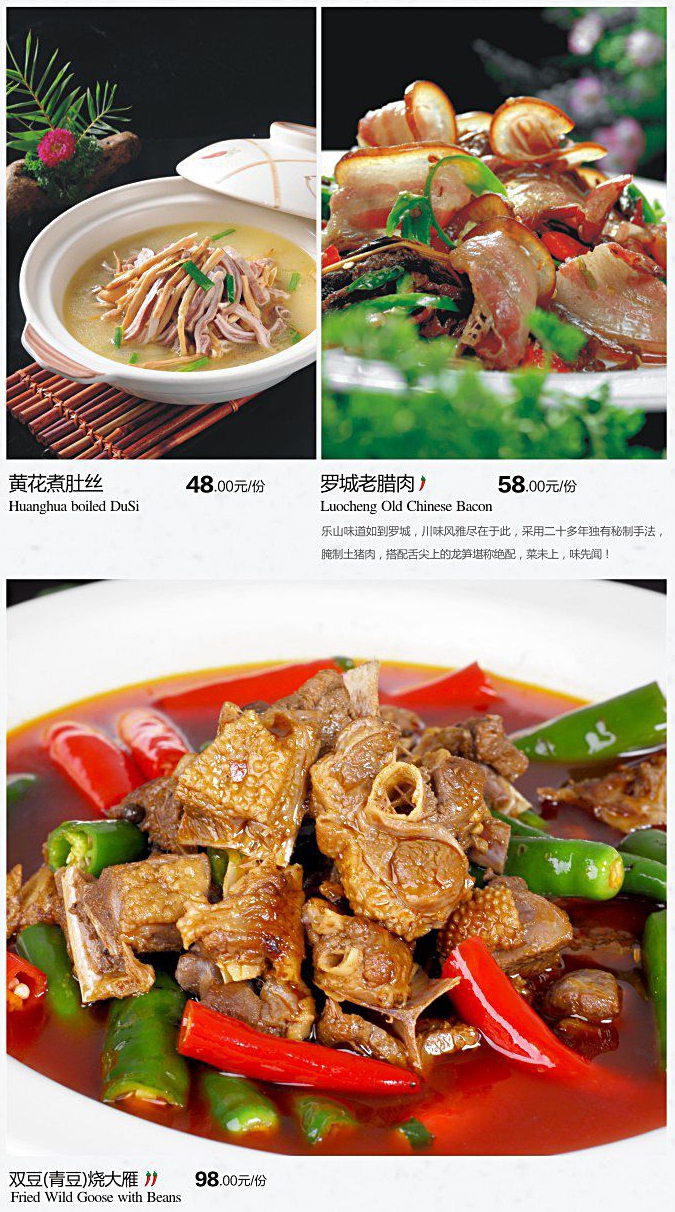 黄花煮肚丝 48.00元/份
Huanghua boiled DuSi
罗城老腊肉 58.00元/份
Luocheng Old Chinese Bacon
乐山味道如到罗城，川味风雅尽在于此，采用二十多年独有秘制手法，
腌制土猪肉，搭配舌尖上的龙笋堪称绝配，菜未上，味先闻！
双豆(青豆)烧大雁 98.00元/份
Fried Wild Goose with Beans